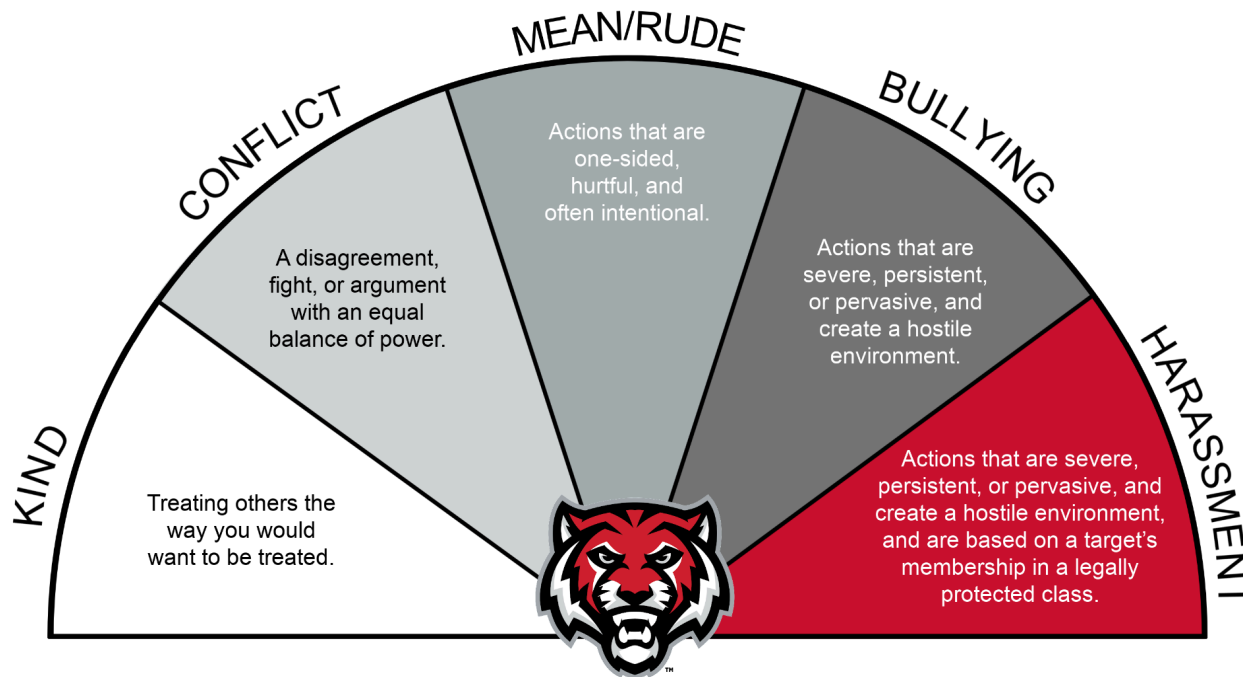 KIND
Treating others the
way you would
want to be treated.
CONFLICT
A disagreement,
fight, or argument
with an equal
balance of power.
MEAN/RUDE
Actions that are
one-sided,
hurtful, and
often intentional.
BULLYING
Actions that are
severe, persistent,
or pervasive, and
create a hostile
environment.
HARASSMENT
Actions that are severe,
persistent, or pervasive, and
create a hostile environment,
and are based on a target’s
membership in a legally
protected class.
™